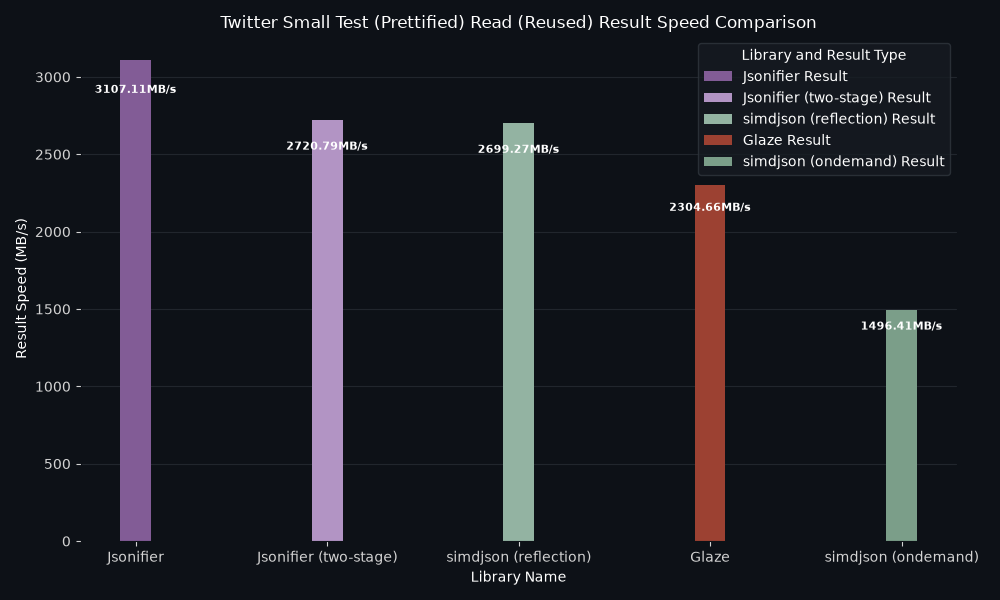 Twitter Small Test (Prettified) Read (Reused) Result Speed Comparison
Library and Result Type
Jsonifier Result
Jsonifier (two-stage) Result
simdjson (reflection) Result
Glaze Result
simdjson (ondemand) Result
Result Speed (MB/s)
3000
2500
2000
1500
1000
500
0
3107.11MB/s
2720.79MB/s
2699.27MB/s
2304.66MB/s
1496.41MB/s
Jsonifier
Jsonifier (two-stage)
simdjson (reflection)
Glaze
simdjson (ondemand)
Library Name